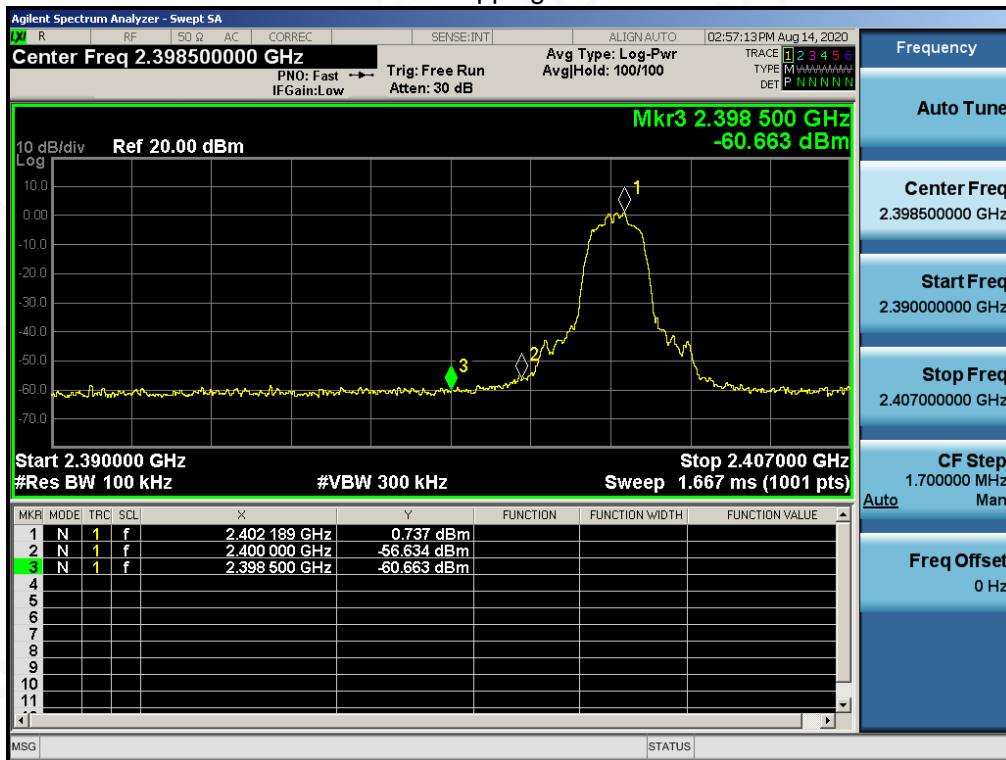 Agilent Spectrum Analyzer - Swept SA
LXI R RF 50 Ω AC CORREC SENSE:INT ALIGN AUTO 02:57:13 PM Aug 14, 2020
Center Freq 2.398500000 GHz
PNO: Fast
IFGain:Low
Trig: Free Run
Atten: 30 dB
Avg Type: Log-Pwr
Avg|Hold: 100/100
TRACE 1 2 3 4 5 6
TYPE M WWWWW
DET P N N N N N
Mkr3 2.398 500 GHz
-60.663 dBm
10 dB/div Ref 20.00 dBm
Log
10.0
0.00
-10.0
-20.0
-30.0
-40.0
-50.0
-60.0
-70.0
1
2
3
Start 2.390000 GHz Stop 2.407000 GHz
#Res BW 100 kHz #VBW 300 kHz Sweep 1.667 ms (1001 pts)
MKR MODE TRC SCL X Y FUNCTION FUNCTION WIDTH FUNCTION VALUE
1 N 1 f 2.402 189 GHz 0.737 dBm
2 N 1 f 2.400 000 GHz -56.634 dBm
3 N 1 f 2.398 500 GHz -60.663 dBm
4
5
6
7
8
9
10
11
MSG STATUS
Frequency
Auto Tune
Center Freq
2.398500000 GHz
Start Freq
2.390000000 GHz
Stop Freq
2.407000000 GHz
CF Step
1.700000 MHz
Auto Man
Freq Offset
0 Hz